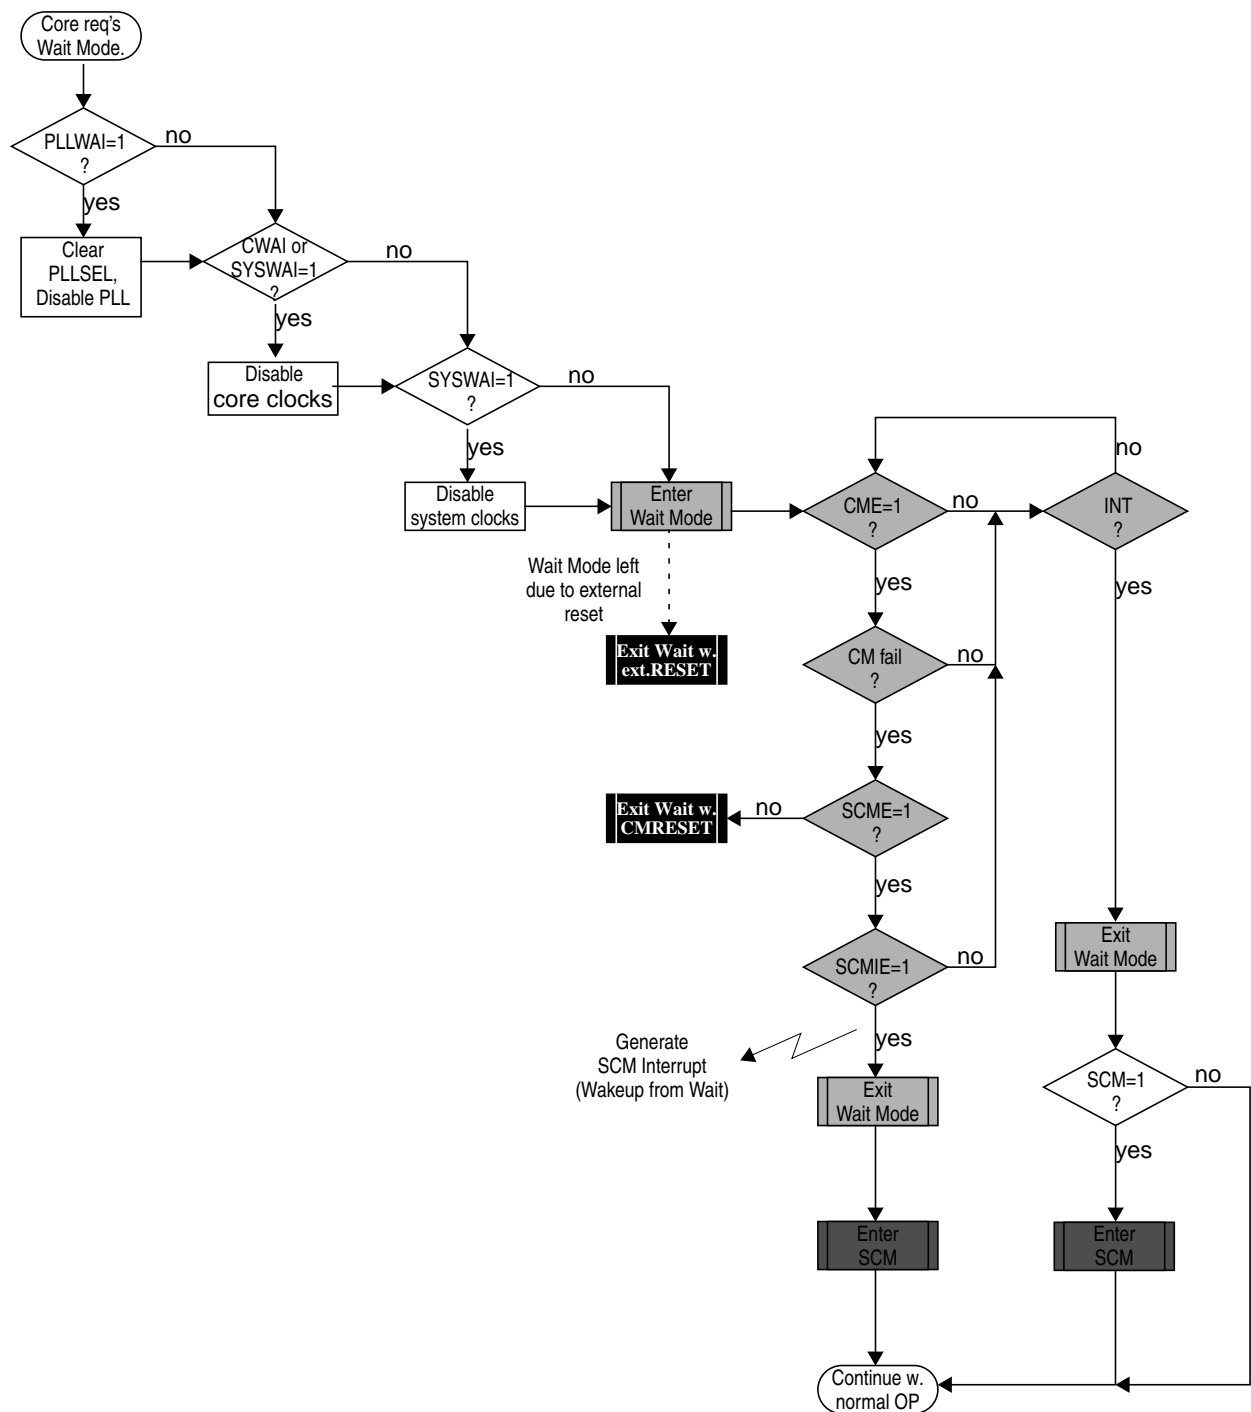 Core req's
Wait Mode.
PLLWAI=1
?
no
yes
Clear
PLLSEL,
Disable PLL
CWAI or
SYSWAI=1
?
no
yes
Disable
core clocks
SYSWAI=1
?
no
yes
Disable
system clocks
Enter
Wait Mode
Wait Mode left
due to external
reset
Exit Wait w.
ext.RESET
CME=1
?
no
yes
INT
?
no
yes
CM fail
?
no
yes
SCME=1
?
no
yes
Exit Wait w.
CMRESET
SCMIE=1
?
no
yes
Generate
SCM Interrupt
(Wakeup from Wait)
Exit
Wait Mode
Enter
SCM
Exit
Wait Mode
SCM=1
?
no
yes
Enter
SCM
Continue w.
normal OP